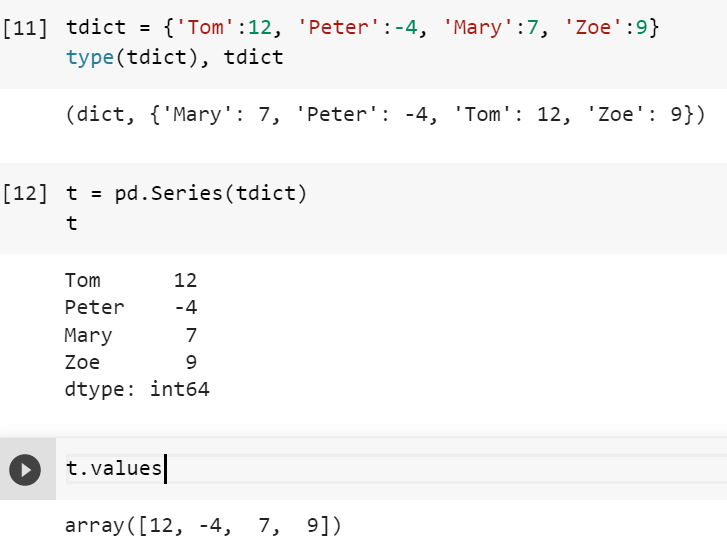 [11] tdict = {'Tom':12, 'Peter':-4, 'Mary':7, 'Zoe':9}
type(tdict), tdict
(dict, {'Mary': 7, 'Peter': -4, 'Tom': 12, 'Zoe': 9})
[12] t = pd.Series(tdict)
t
Tom      12
Peter    -4
Mary      7
Zoe       9
dtype: int64
t.values
array([12, -4,  7,  9])